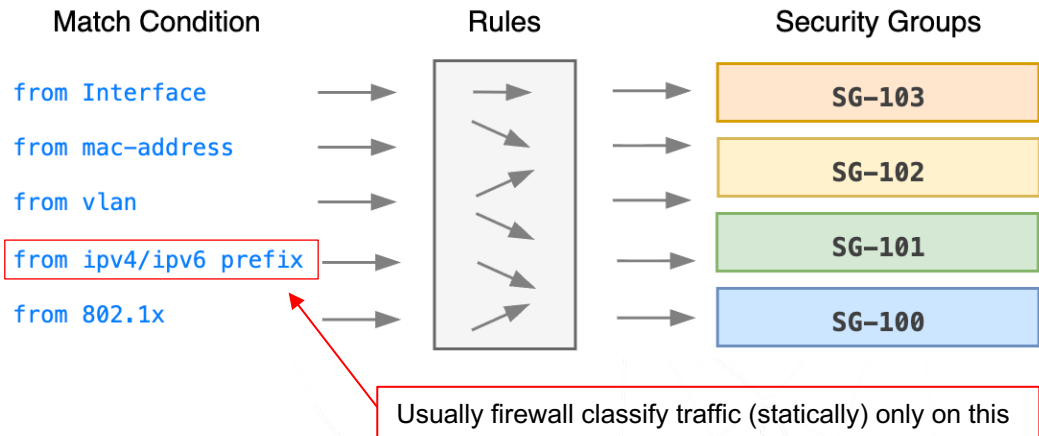 Match Condition
Rules
Security Groups
from Interface
SG-103
from mac-address
SG-102
from vlan
from ipv4/ipv6 prefix
SG-101
from 802.1x
SG-100
Usually firewall classify traffic (statically) only on this